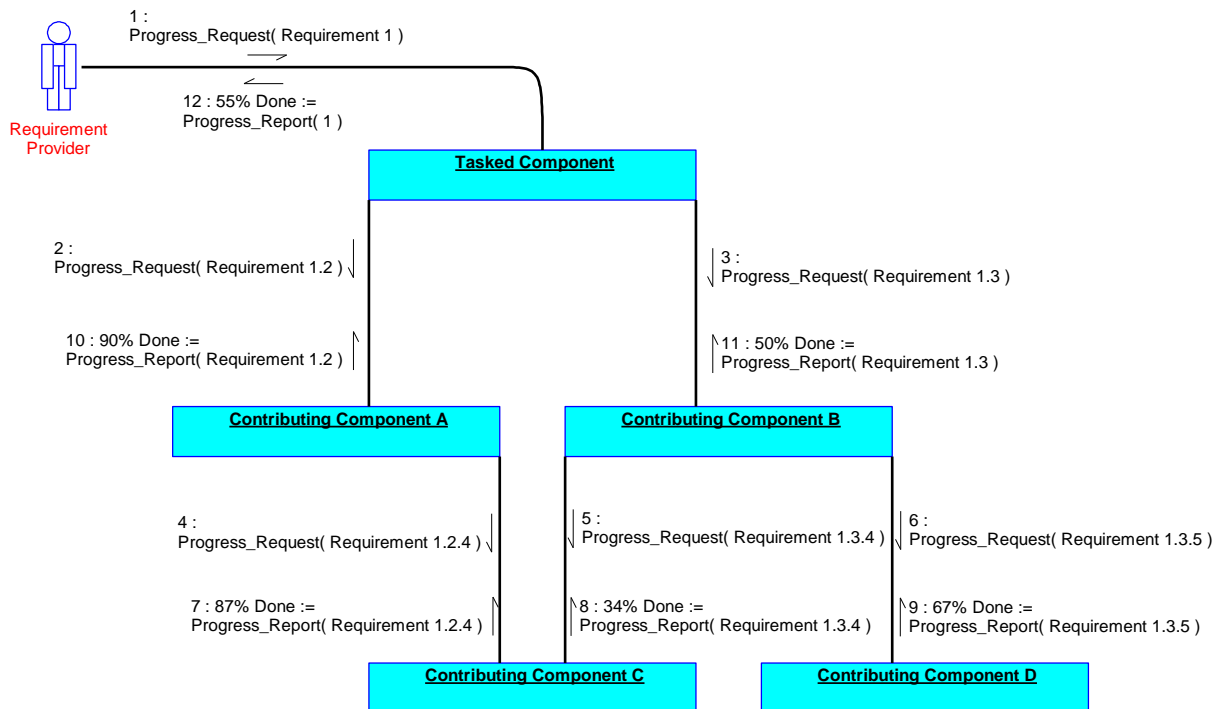 1 :
Progress_Request( Requirement 1 )
12 : 55% Done :=
Progress_Report( 1 )
Requirement
Provider
Tasked Component
2 :
Progress_Request( Requirement 1.2 )
3 :
Progress_Request( Requirement 1.3 )
10 : 90% Done :=
Progress_Report( Requirement 1.2 )
11 : 50% Done :=
Progress_Report( Requirement 1.3 )
Contributing Component A
Contributing Component B
4 :
Progress_Request( Requirement 1.2.4 )
5 :
Progress_Request( Requirement 1.3.4 )
6 :
Progress_Request( Requirement 1.3.5 )
7 : 87% Done :=
Progress_Report( Requirement 1.2.4 )
8 : 34% Done :=
Progress_Report( Requirement 1.3.4 )
9 : 67% Done :=
Progress_Report( Requirement 1.3.5 )
Contributing Component C
Contributing Component D